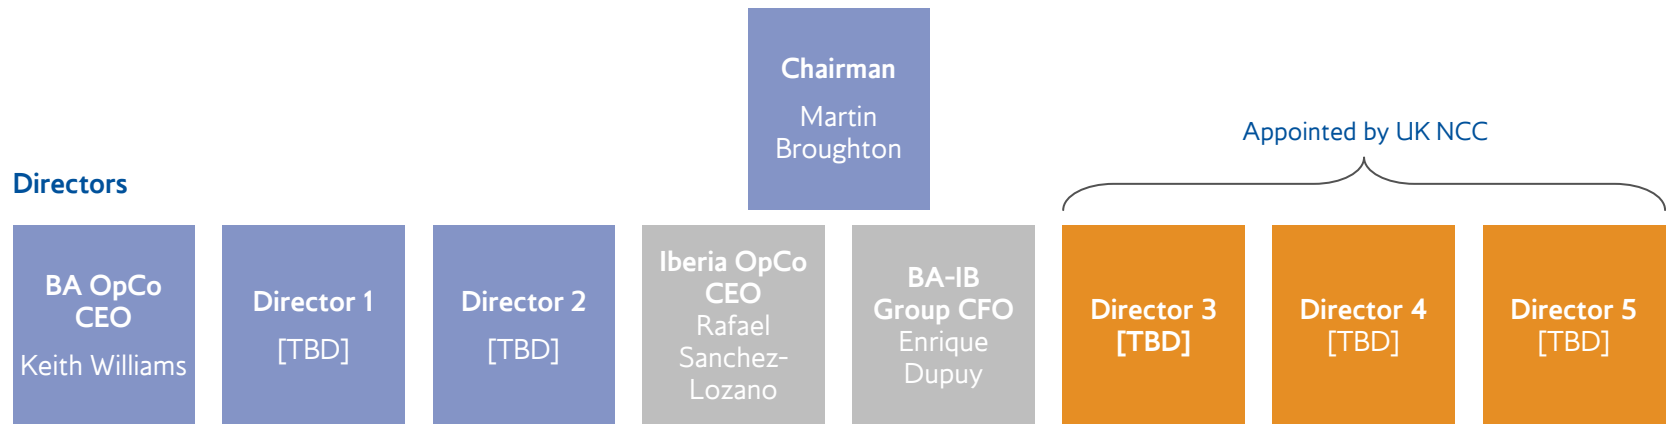 Chairman
Martin
Broughton
Appointed by UK NCC
Directors
BA OpCo
CEO
Keith Williams
Director 1
[TBD]
Director 2
[TBD]
Iberia OpCo
CEO
Rafael
Sanchez-
Lozano
BA-IB
Group CFO
Enrique
Dupuy
Director 3
[TBD]
Director 4
[TBD]
Director 5
[TBD]